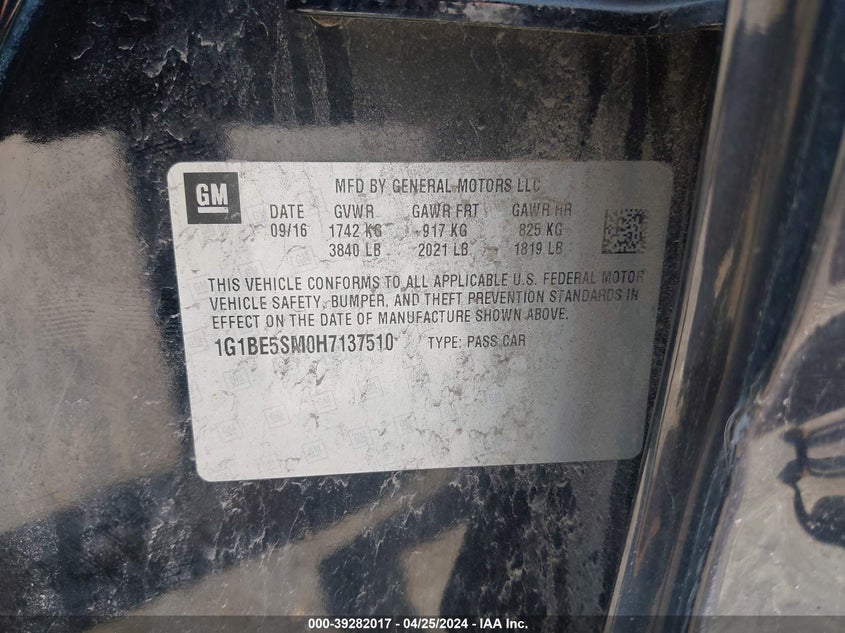 GM
MFD BY GENERAL MOTORS LLC
DATE GVWR GAWR FRT GAWR RR
09/16 1742 KG 917 KG 825 KG
3840 LB 2021 LB 1819 LB
THIS VEHICLE CONFORMS TO ALL APPLICABLE U.S. FEDERAL MOTOR
VEHICLE SAFETY, BUMPER, AND THEFT PREVENTION STANDARDS IN
EFFECT ON THE DATE OF MANUFACTURE SHOWN ABOVE.
1G1BE5SM0H7137510 TYPE: PASS CAR
000-39282017 - 04/25/2024 - IAA Inc.